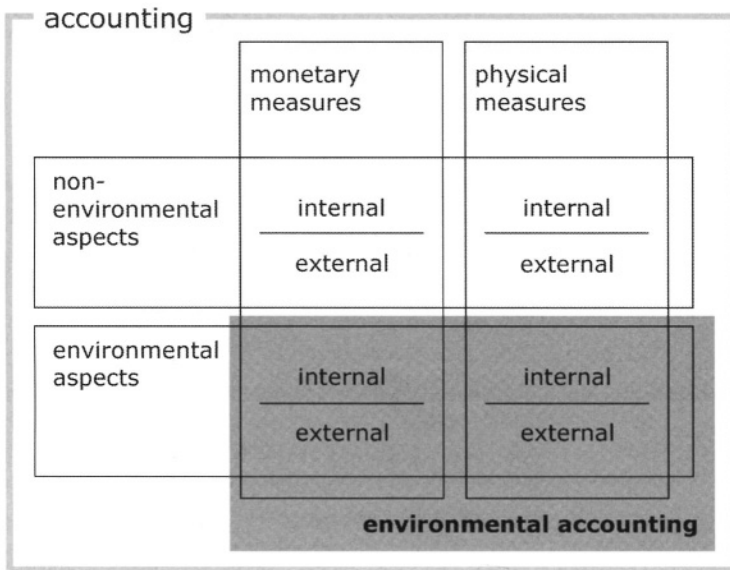 accounting
monetary
measures
physical
measures
non-
environmental
aspects
internal
external
internal
external
environmental
aspects
internal
external
internal
external
environmental accounting